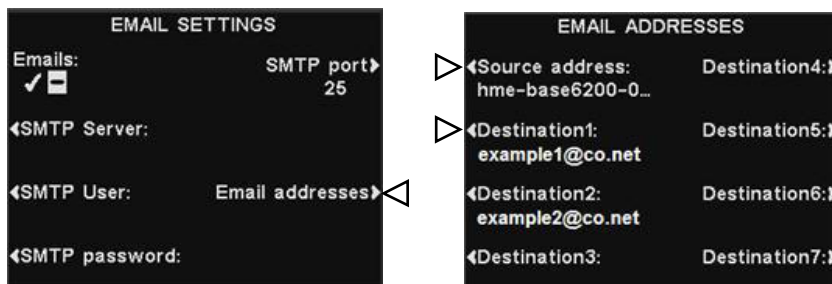 EMAIL SETTINGS
Emails:
SMTP port
25
SMTP Server:
SMTP User:
Email addresses
SMTP password:
EMAIL ADDRESSES
Source address:
hme-base6200-0...
Destination4:
Destination1:
example1@co.net
Destination5:
Destination2:
example2@co.net
Destination6:
Destination3:
Destination7: